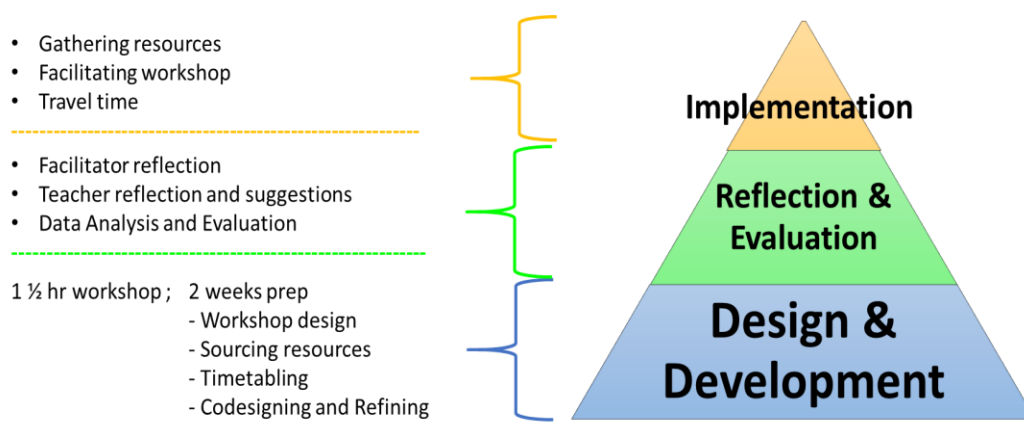 • Gathering resources
• Facilitating workshop
• Travel time
Implementation
• Facilitator reflection
• Teacher reflection and suggestions
• Data Analysis and Evaluation
Reflection &
Evaluation
1 ½ hr workshop ; 2 weeks prep
- Workshop design
- Sourcing resources
- Timetabling
- Codesigning and Refining
Design &
Development